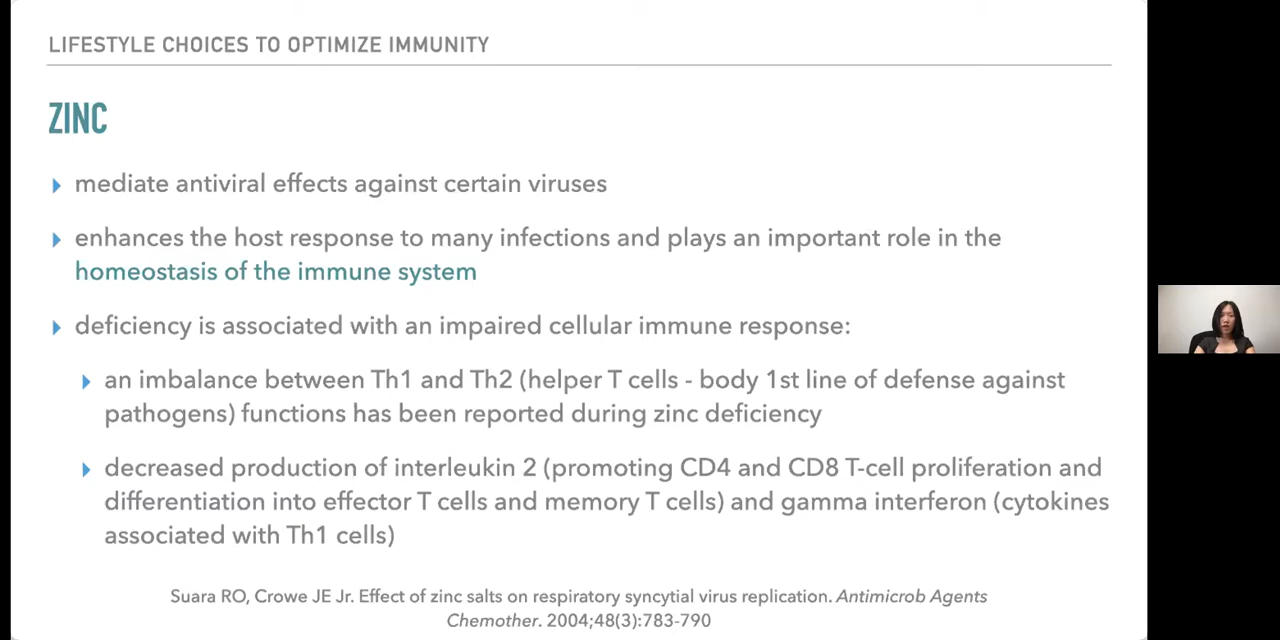 LIFESTYLE CHOICES TO OPTIMIZE IMMUNITY
ZINC
mediate antiviral effects against certain viruses
enhances the host response to many infections and plays an important role in the
homeostasis of the immune system
deficiency is associated with an impaired cellular immune response:
an imbalance between Th1 and Th2 (helper T cells - body 1st line of defense against
pathogens) functions has been reported during zinc deficiency
decreased production of interleukin 2 (promoting CD4 and CD8 T-cell proliferation and
differentiation into effector T cells and memory T cells) and gamma interferon (cytokines
associated with Th1 cells)
Suara RO, Crowe JE Jr. Effect of zinc salts on respiratory syncytial virus replication. Antimicrob Agents
Chemother. 2004;48(3):783-790